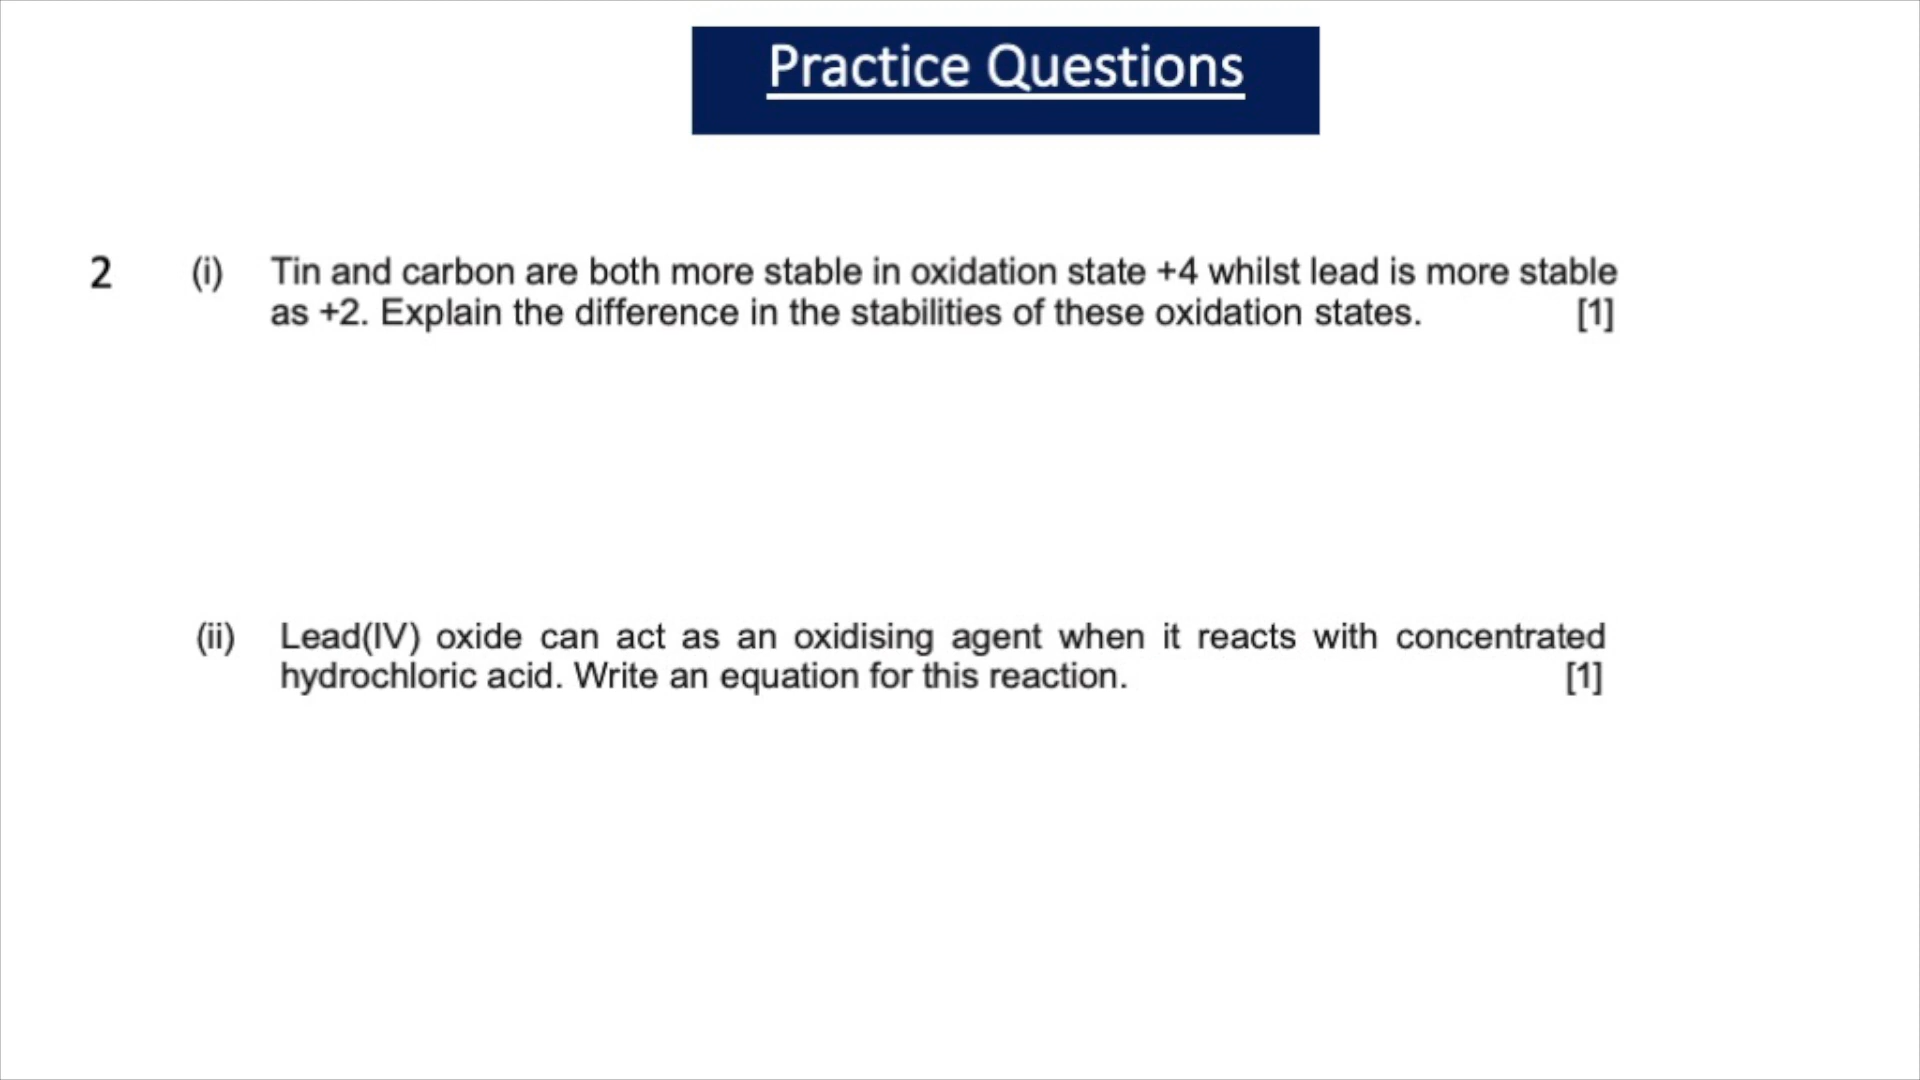 Practice Questions
2 (i) Tin and carbon are both more stable in oxidation state +4 whilst lead is more stable
as +2. Explain the difference in the stabilities of these oxidation states. [1]
(ii) Lead(IV) oxide can act as an oxidising agent when it reacts with concentrated
hydrochloric acid. Write an equation for this reaction. [1]